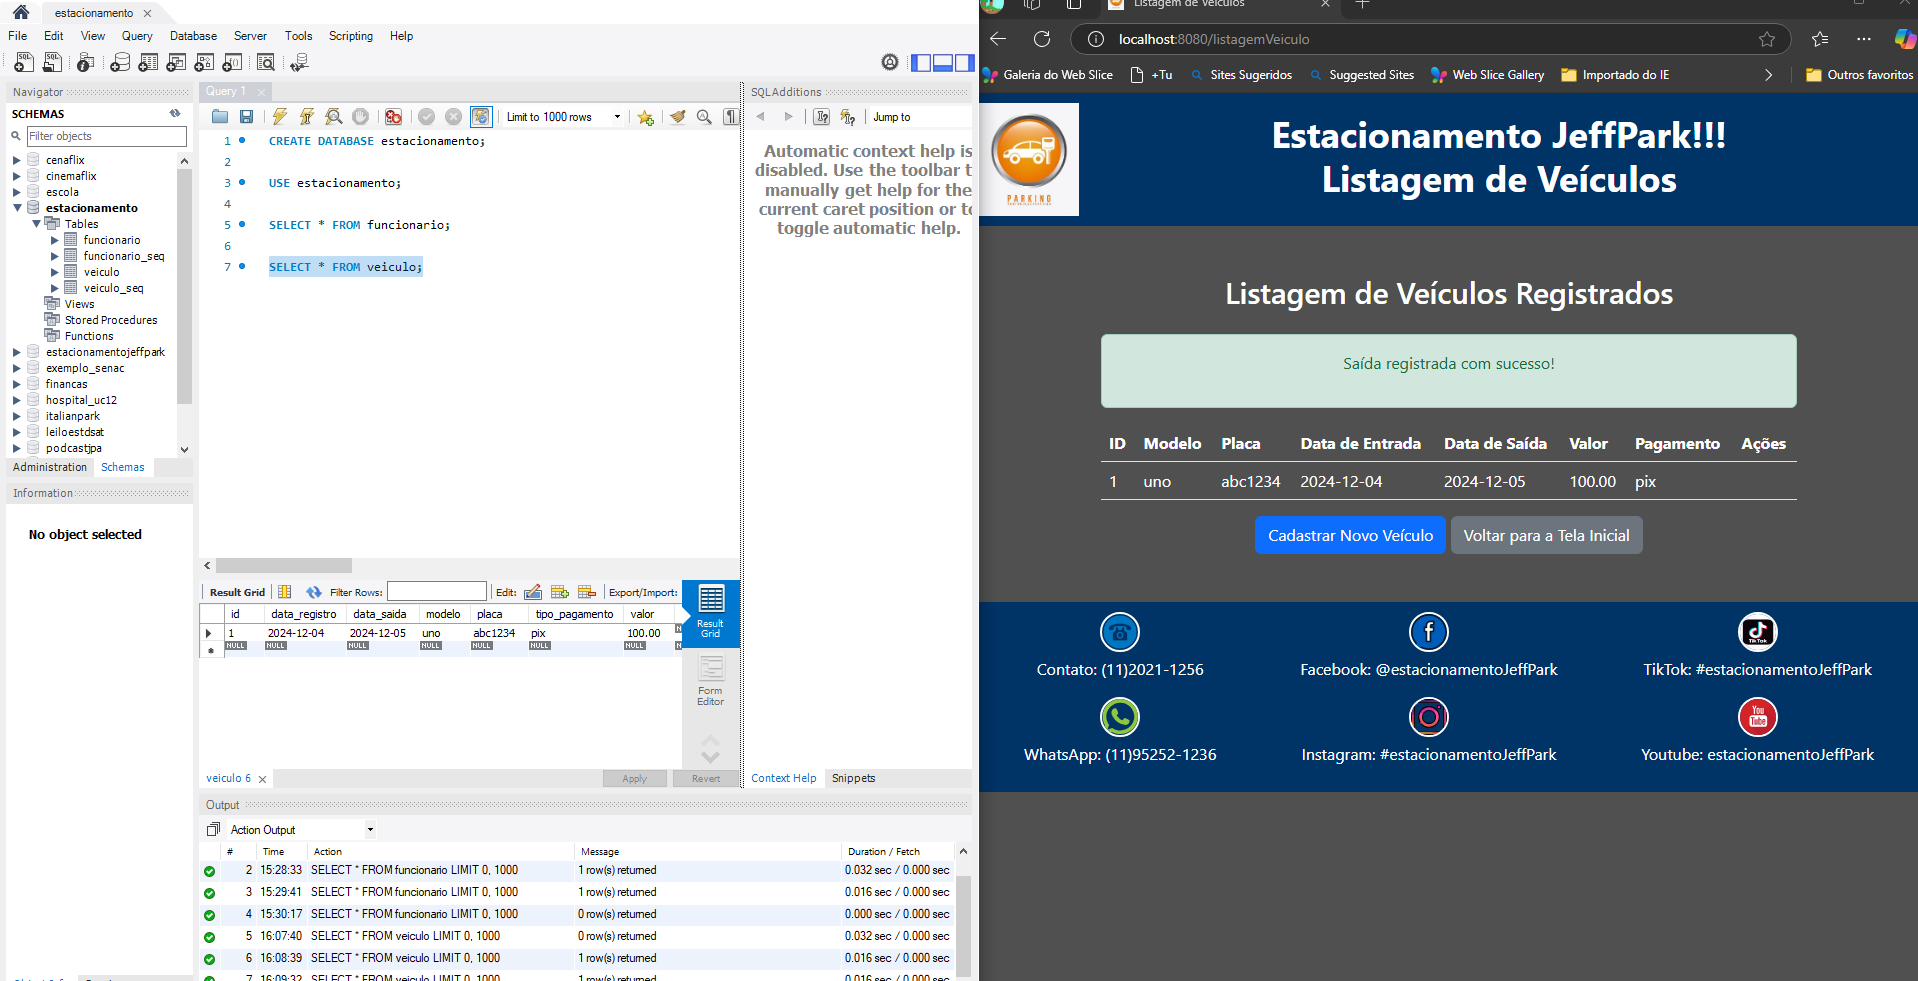 estacionamento
File Edit View Query Database Server Tools Scripting Help
Navigator
SCHEMAS
Filter objects
cenaflix
cinemaflix
escola
estacionamento
Tables
funcionario
funcionario_seq
veiculo
veiculo_seq
Views
Stored Procedures
Functions
estacionamentojeffpark
exemplo_senac
financas
hospital_uc12
italianpark
leiloestdsat
podcastjpa
Administration Schemas
Information
No object selected
Query 1
Limit to 1000 rows
1 CREATE DATABASE estacionamento;
2
3 USE estacionamento;
4
5 SELECT * FROM funcionario;
6
7 SELECT * FROM veiculo;
Result Grid Filter Rows: Edit: Export/Import:
id data_registro data_saida modelo placa tipo_pagamento valor
1 2024-12-04 2024-12-05 uno abc1234 pix 100.00
NULL NULL NULL NULL NULL NULL NULL
Result
Grid
Form
Editor
veiculo 6
Apply Revert
SQLAdditions
Jump to
Automatic context help is
disabled. Use the toolbar t
manually get help for the
current caret position or to
toggle automatic help.
Context Help Snippets
Output
Action Output
# Time Action Message Duration / Fetch
2 15:28:33 SELECT * FROM funcionario LIMIT 0, 1000 1 row(s) returned 0.032 sec / 0.000 sec
3 15:29:41 SELECT * FROM funcionario LIMIT 0, 1000 1 row(s) returned 0.016 sec / 0.000 sec
4 15:30:17 SELECT * FROM funcionario LIMIT 0, 1000 0 row(s) returned 0.000 sec / 0.000 sec
5 16:07:40 SELECT * FROM veiculo LIMIT 0, 1000 0 row(s) returned 0.032 sec / 0.000 sec
6 16:08:39 SELECT * FROM veiculo LIMIT 0, 1000 1 row(s) returned 0.016 sec / 0.000 sec
7 16:09:32 SELECT * FROM veiculo LIMIT 0, 1000 1 row(s) returned 0.016 sec / 0.000 sec
Listagem de Veículos
localhost:8080/listagemVeiculo
Galeria do Web Slice +Tu Sites Sugeridos Suggested Sites Web Slice Gallery Importado do IE Outros favoritos
PARKING
Estacionamento JeffPark!!!
Listagem de Veículos
Listagem de Veículos Registrados
Saída registrada com sucesso!
ID Modelo Placa Data de Entrada Data de Saída Valor Pagamento Ações
1 uno abc1234 2024-12-04 2024-12-05 100.00 pix
Cadastrar Novo Veículo Voltar para a Tela Inicial
TikTok
Contato: (11)2021-1256 Facebook: @estacionamentoJeffPark TikTok: #estacionamentoJeffPark
You
Tube
WhatsApp: (11)95252-1236 Instagram: #estacionamentoJeffPark Youtube: estacionamentoJeffPark